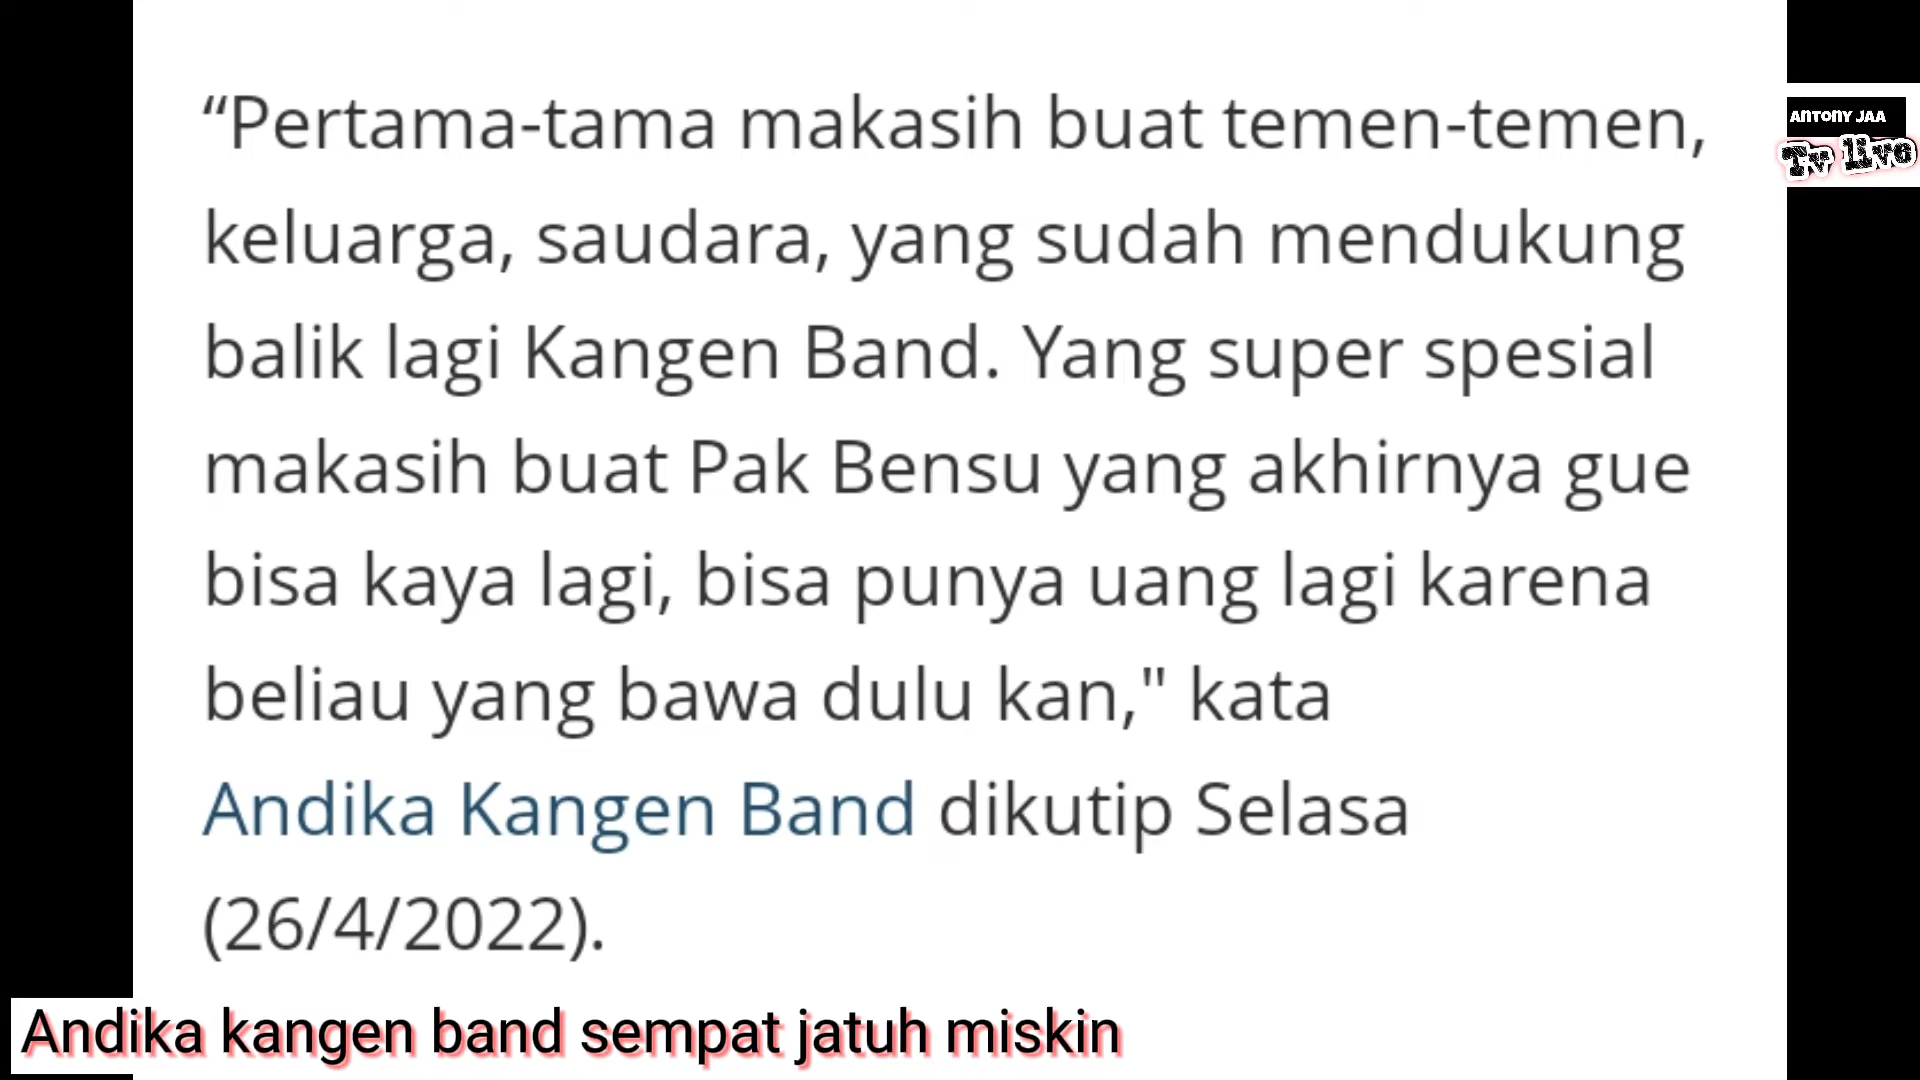 “Pertama-tama makasih buat temen-temen,
keluarga, saudara, yang sudah mendukung
balik lagi Kangen Band. Yang super spesial
makasih buat Pak Bensu yang akhirnya gue
bisa kaya lagi, bisa punya uang lagi karena
beliau yang bawa dulu kan," kata
Andika Kangen Band dikutip Selasa
(26/4/2022).
Andika kangen band sempat jatuh miskin
ANTONY JAA
Tv live